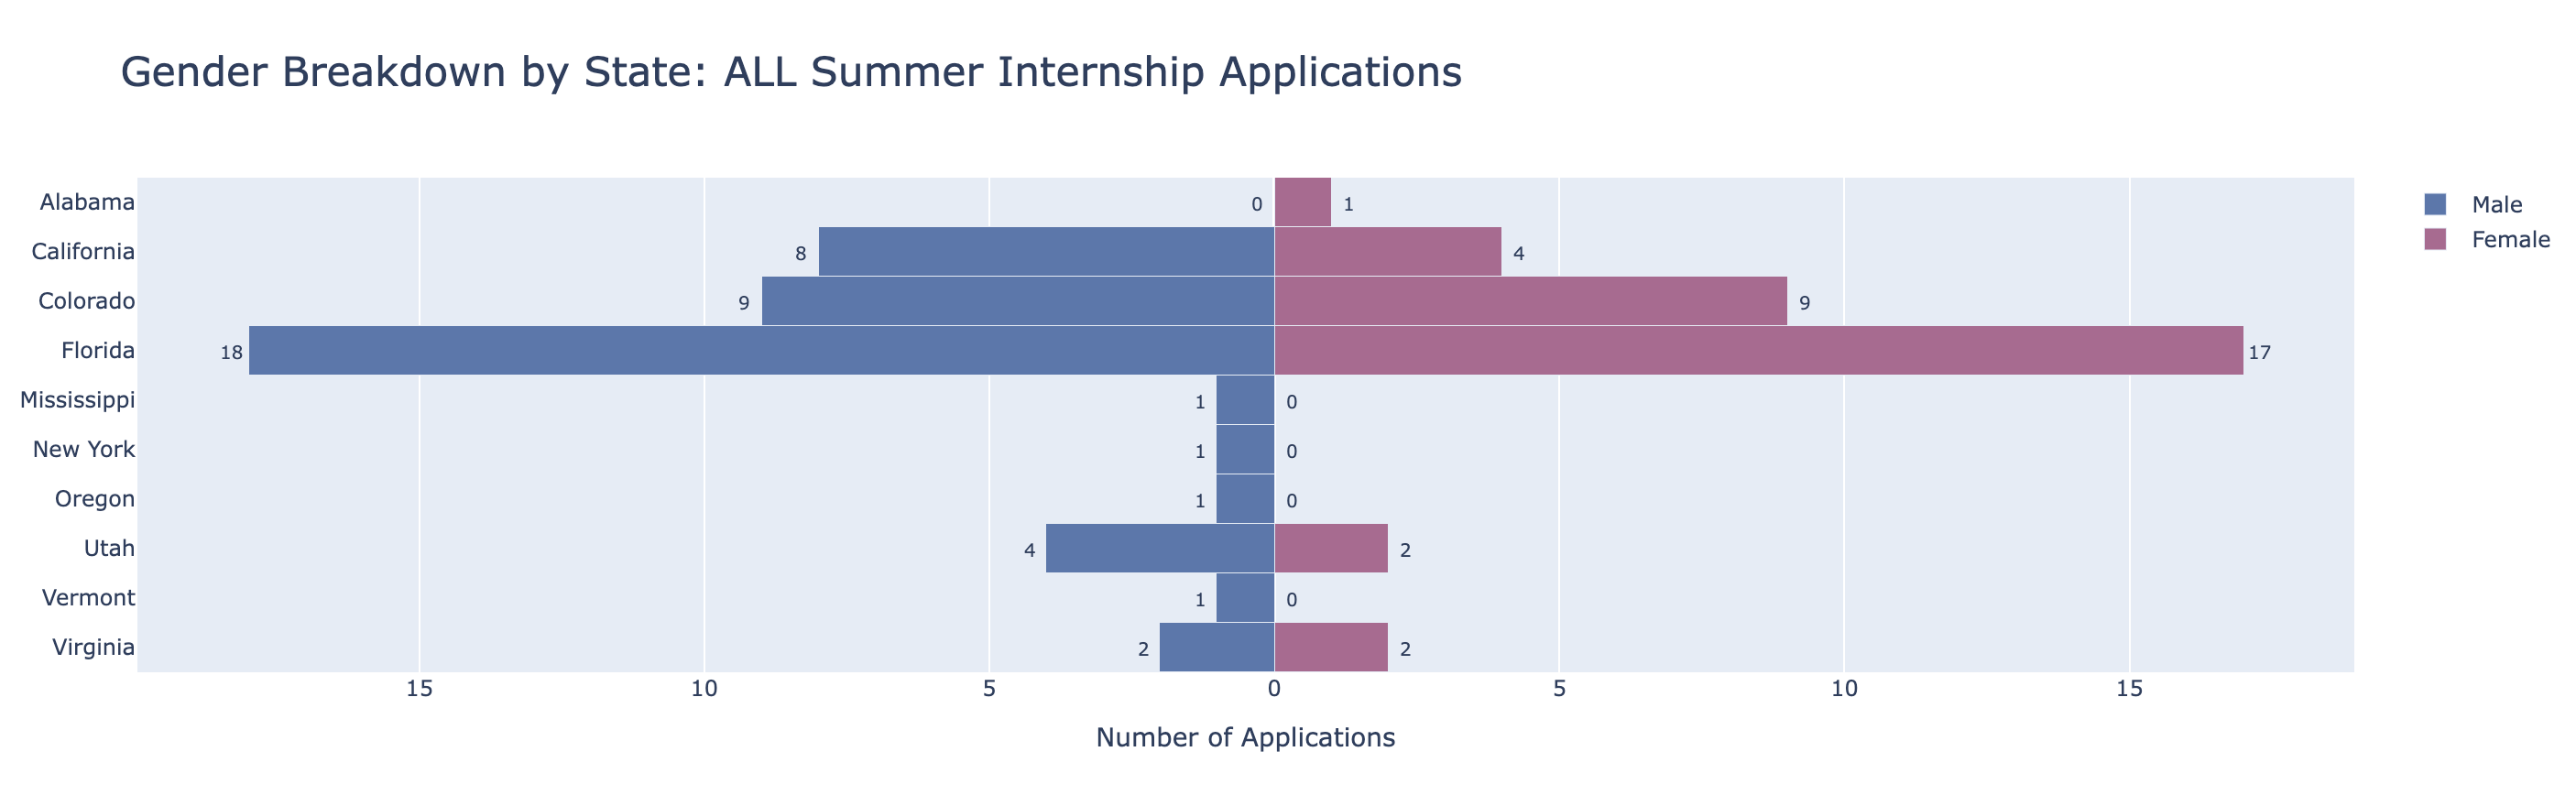 Gender Breakdown by State: ALL Summer Internship Applications
Alabama 0 1
California 8 4
Colorado 9 9
Florida 18 17
Mississippi 1 0
New York 1 0
Oregon 1 0
Utah 4 2
Vermont 1 0
Virginia 2 2
15 10 5 0 5 10 15
Number of Applications
Male
Female